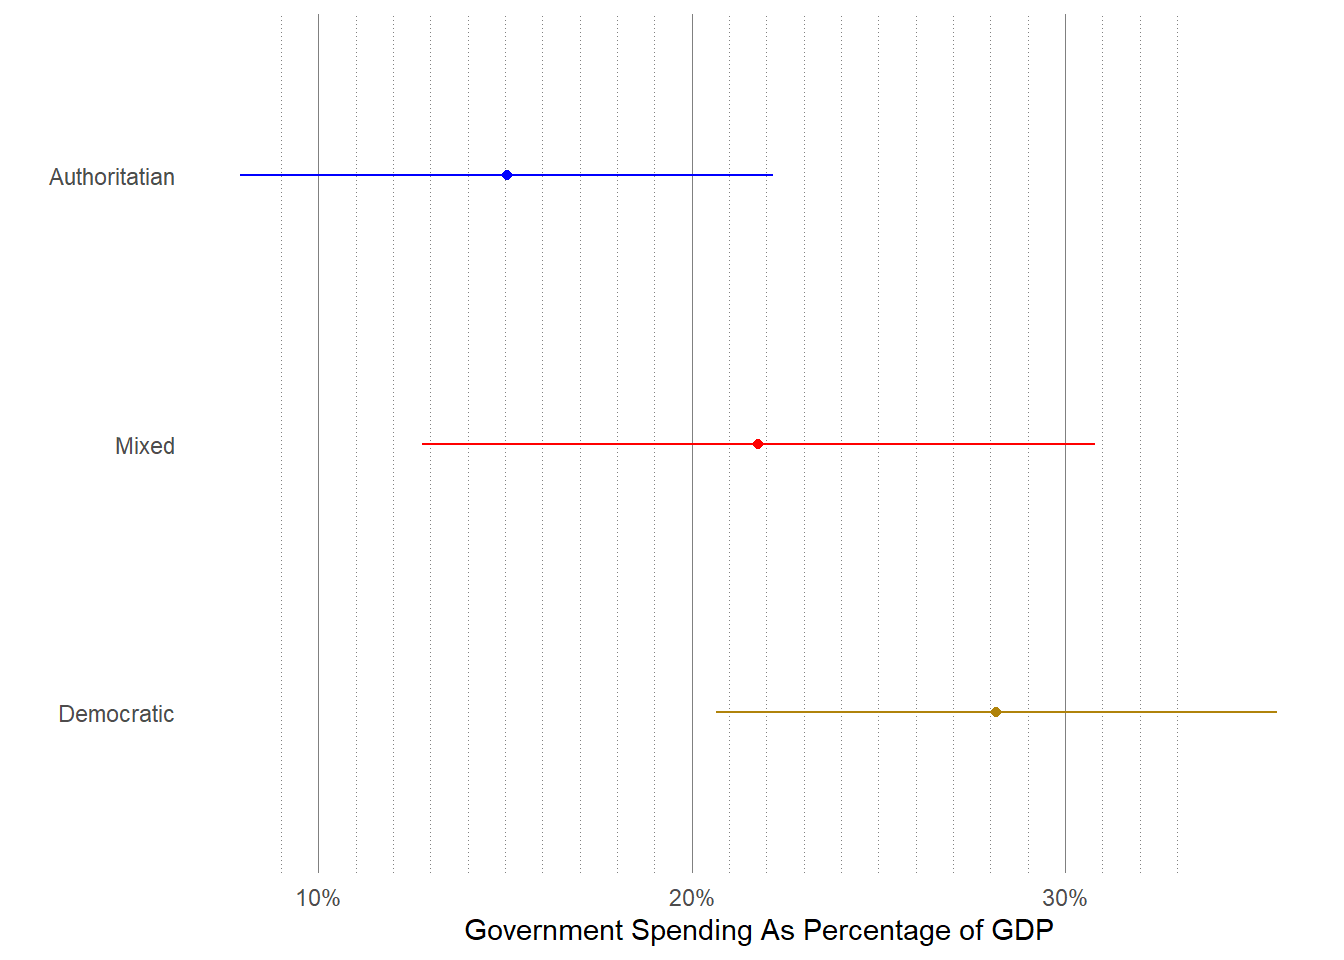 Authoritatian
Mixed
Democratic
10% 20% 30%
Government Spending As Percentage of GDP